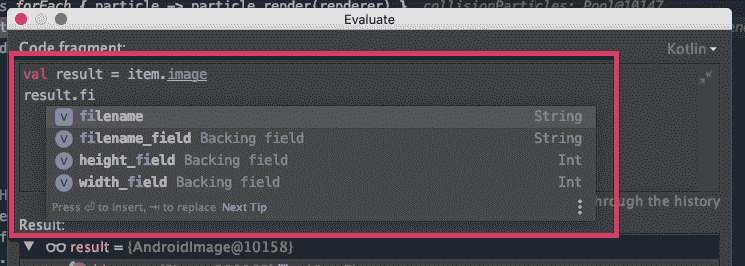 s forEach { particle -> particle.render(renderer) } collisionParticles: Pool@10147
Evaluate
Code fragment:
Kotlin
val result = item.image
result.fi
filename String
filename_field Backing field String
height_field Backing field Int
width_field Backing field Int
Press ⏎ to insert, ⇥ to replace Next Tip
through the history
Result:
result = {AndroidImage@10158}